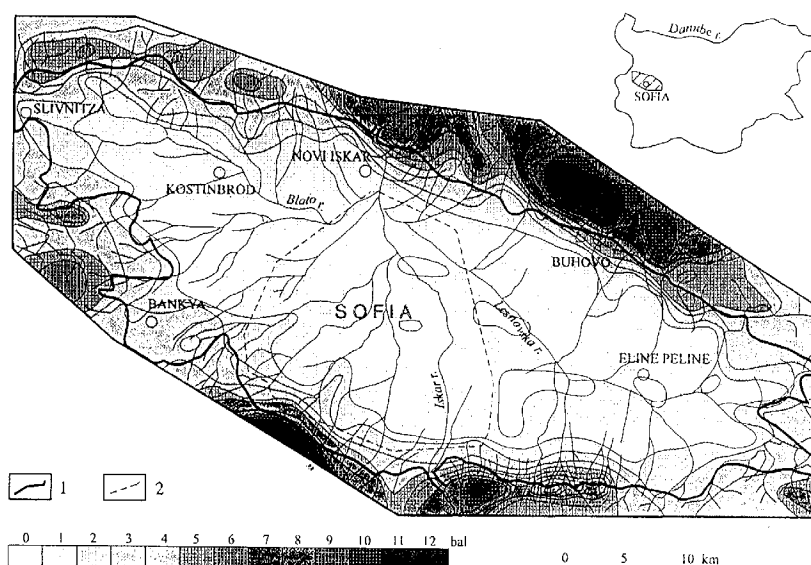 Danube r.
SOFIA
SLIVNITZA
NOVI ISKAR
KOSTINBROD
Blato r.
BUHOVO
BANKYA
SOFIA
Lesnovska r.
ELINE PELINE
Iskar r.
1
2
0 1 2 3 4 5 6 7 8 9 10 11 12 bal
0 5 10 km